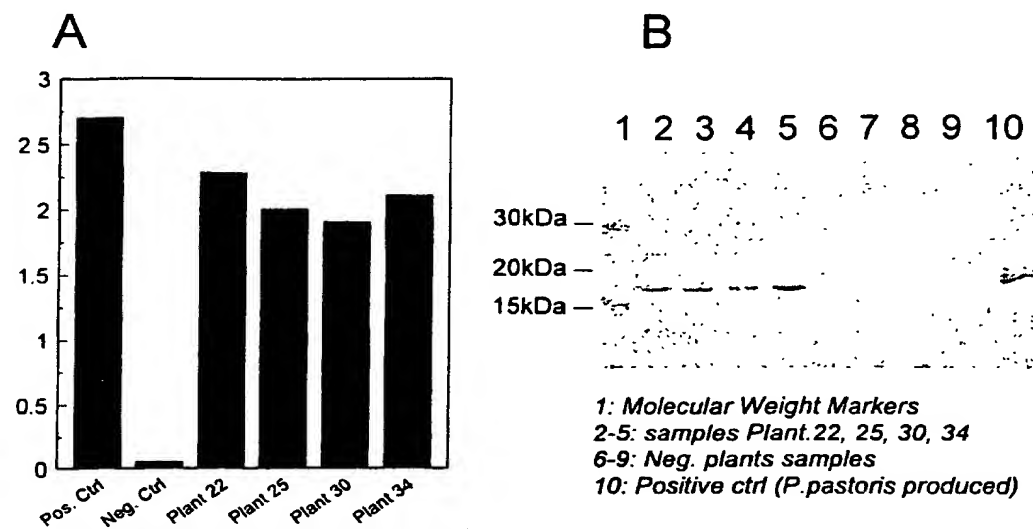 A
3
2 5
2
1.5
1
0.5
0
Pos. Ctrl
Neg. Ctrl
Plant 22
Plant 25
Plant 30
Plant 34
B
1 2 3 4 5 6 7 8 9 10
30kDa
20kDa
15kDa
1: Molecular Weight Markers
2-5: samples Plant.22, 25, 30, 34
6-9: Neg. plants samples
10: Positive ctrl (P.pastoris produced)